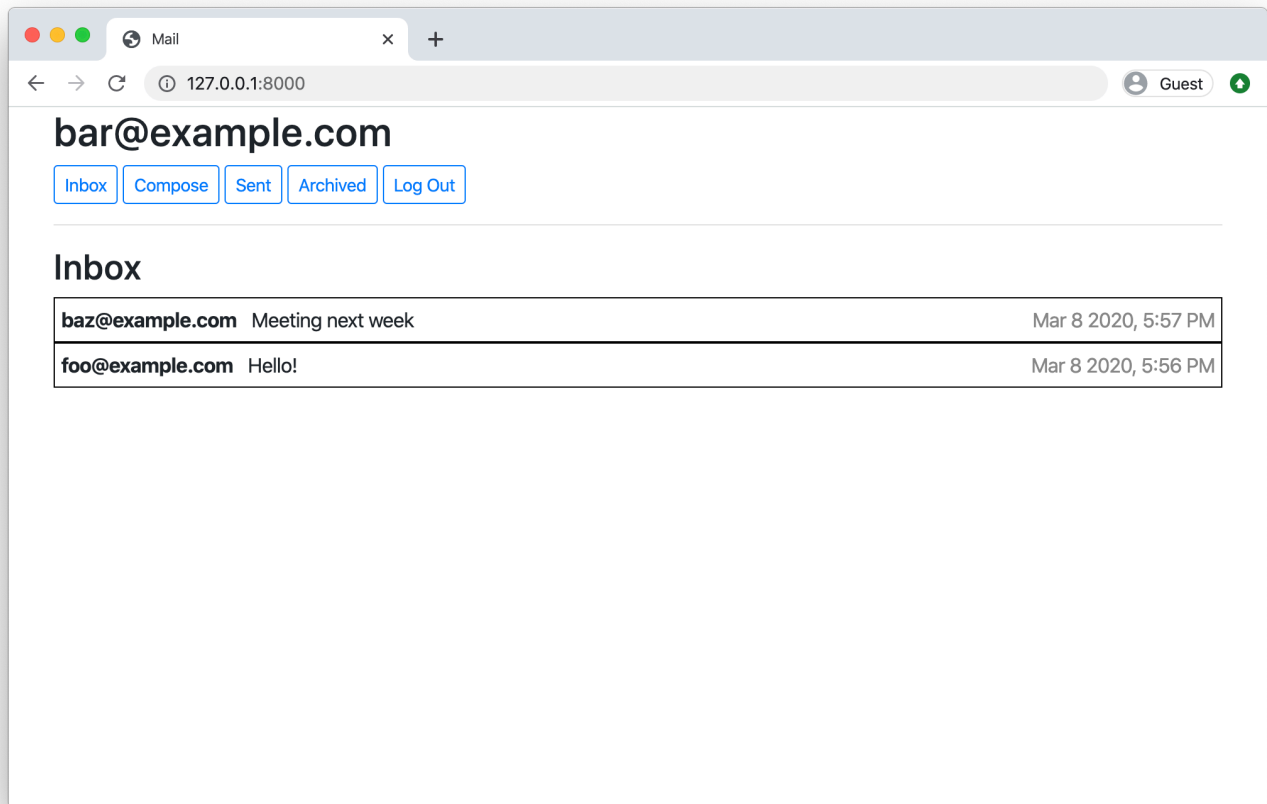 Mail
127.0.0.1:8000
Guest
bar@example.com
Inbox Compose Sent Archived Log Out
Inbox
baz@example.com Meeting next week Mar 8 2020, 5:57 PM
foo@example.com Hello! Mar 8 2020, 5:56 PM